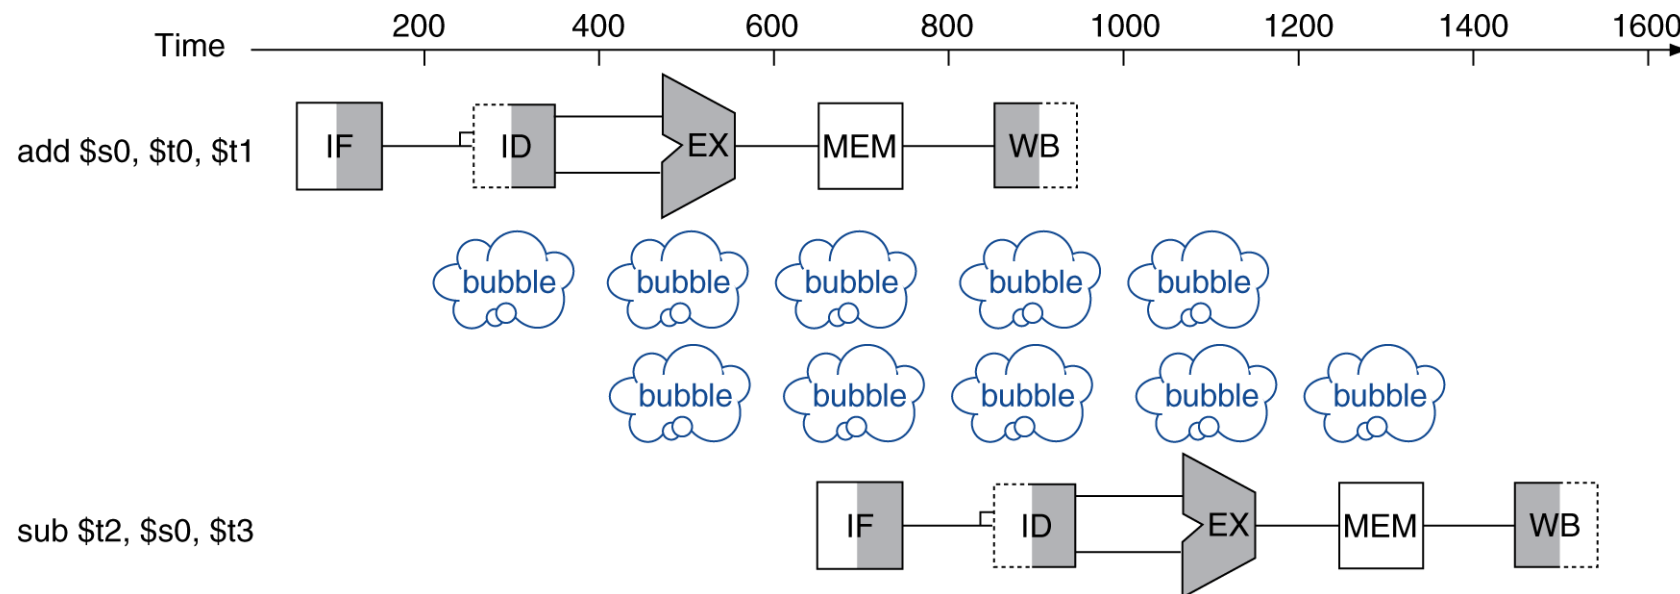 200 400 600 800 1000 1200 1400 1600
Time
add $s0, $t0, $t1 IF ID EX MEM WB
bubble bubble bubble bubble bubble
bubble bubble bubble bubble bubble
sub $t2, $s0, $t3 IF ID EX MEM WB